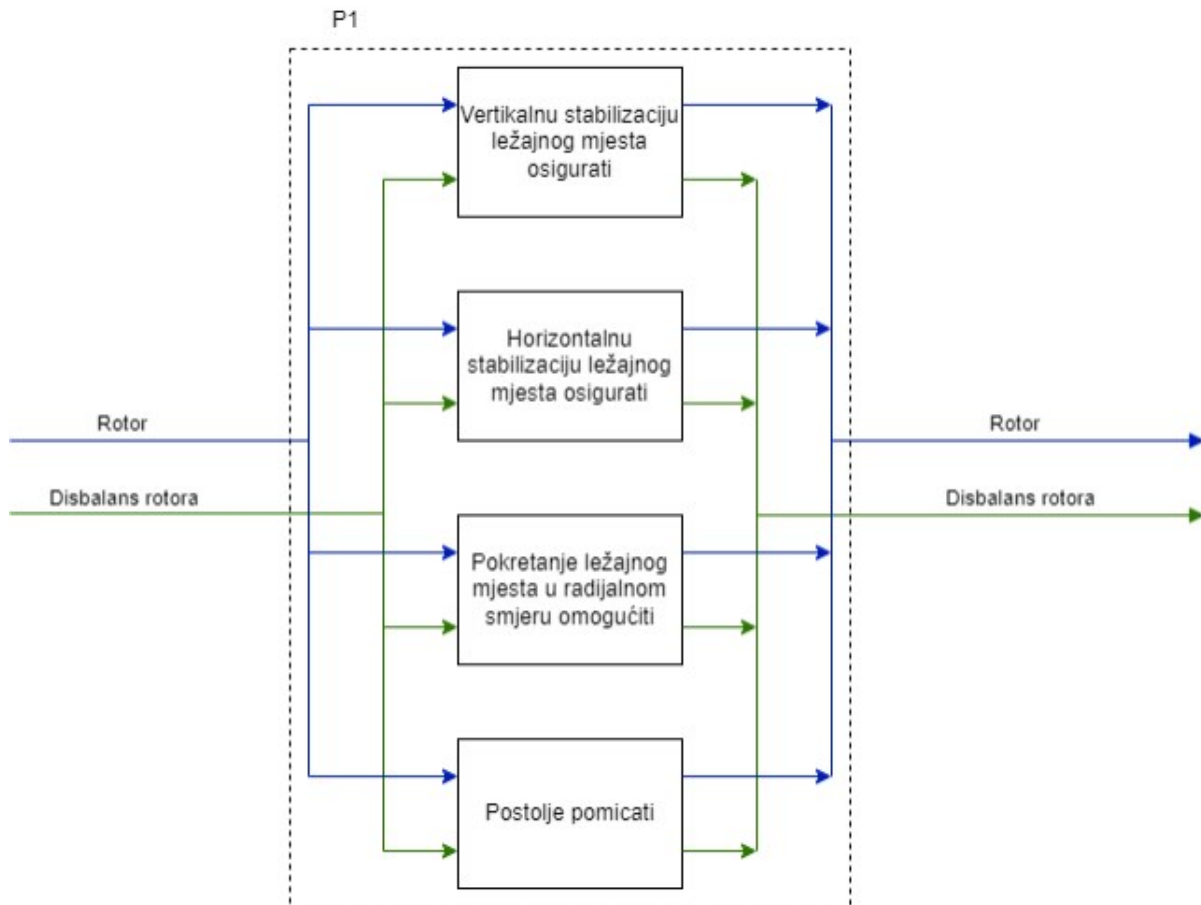 P1
Vertikalnu stabilizaciju
ležajnog mjesta
osigurati
Horizontalnu
stabilizaciju ležajnog
mjesta osigurati
Rotor
Rotor
Disbalans rotora
Disbalans rotora
Pokretanje ležajnog
mjesta u radijalnom
smjeru omogućiti
Postolje pomicati